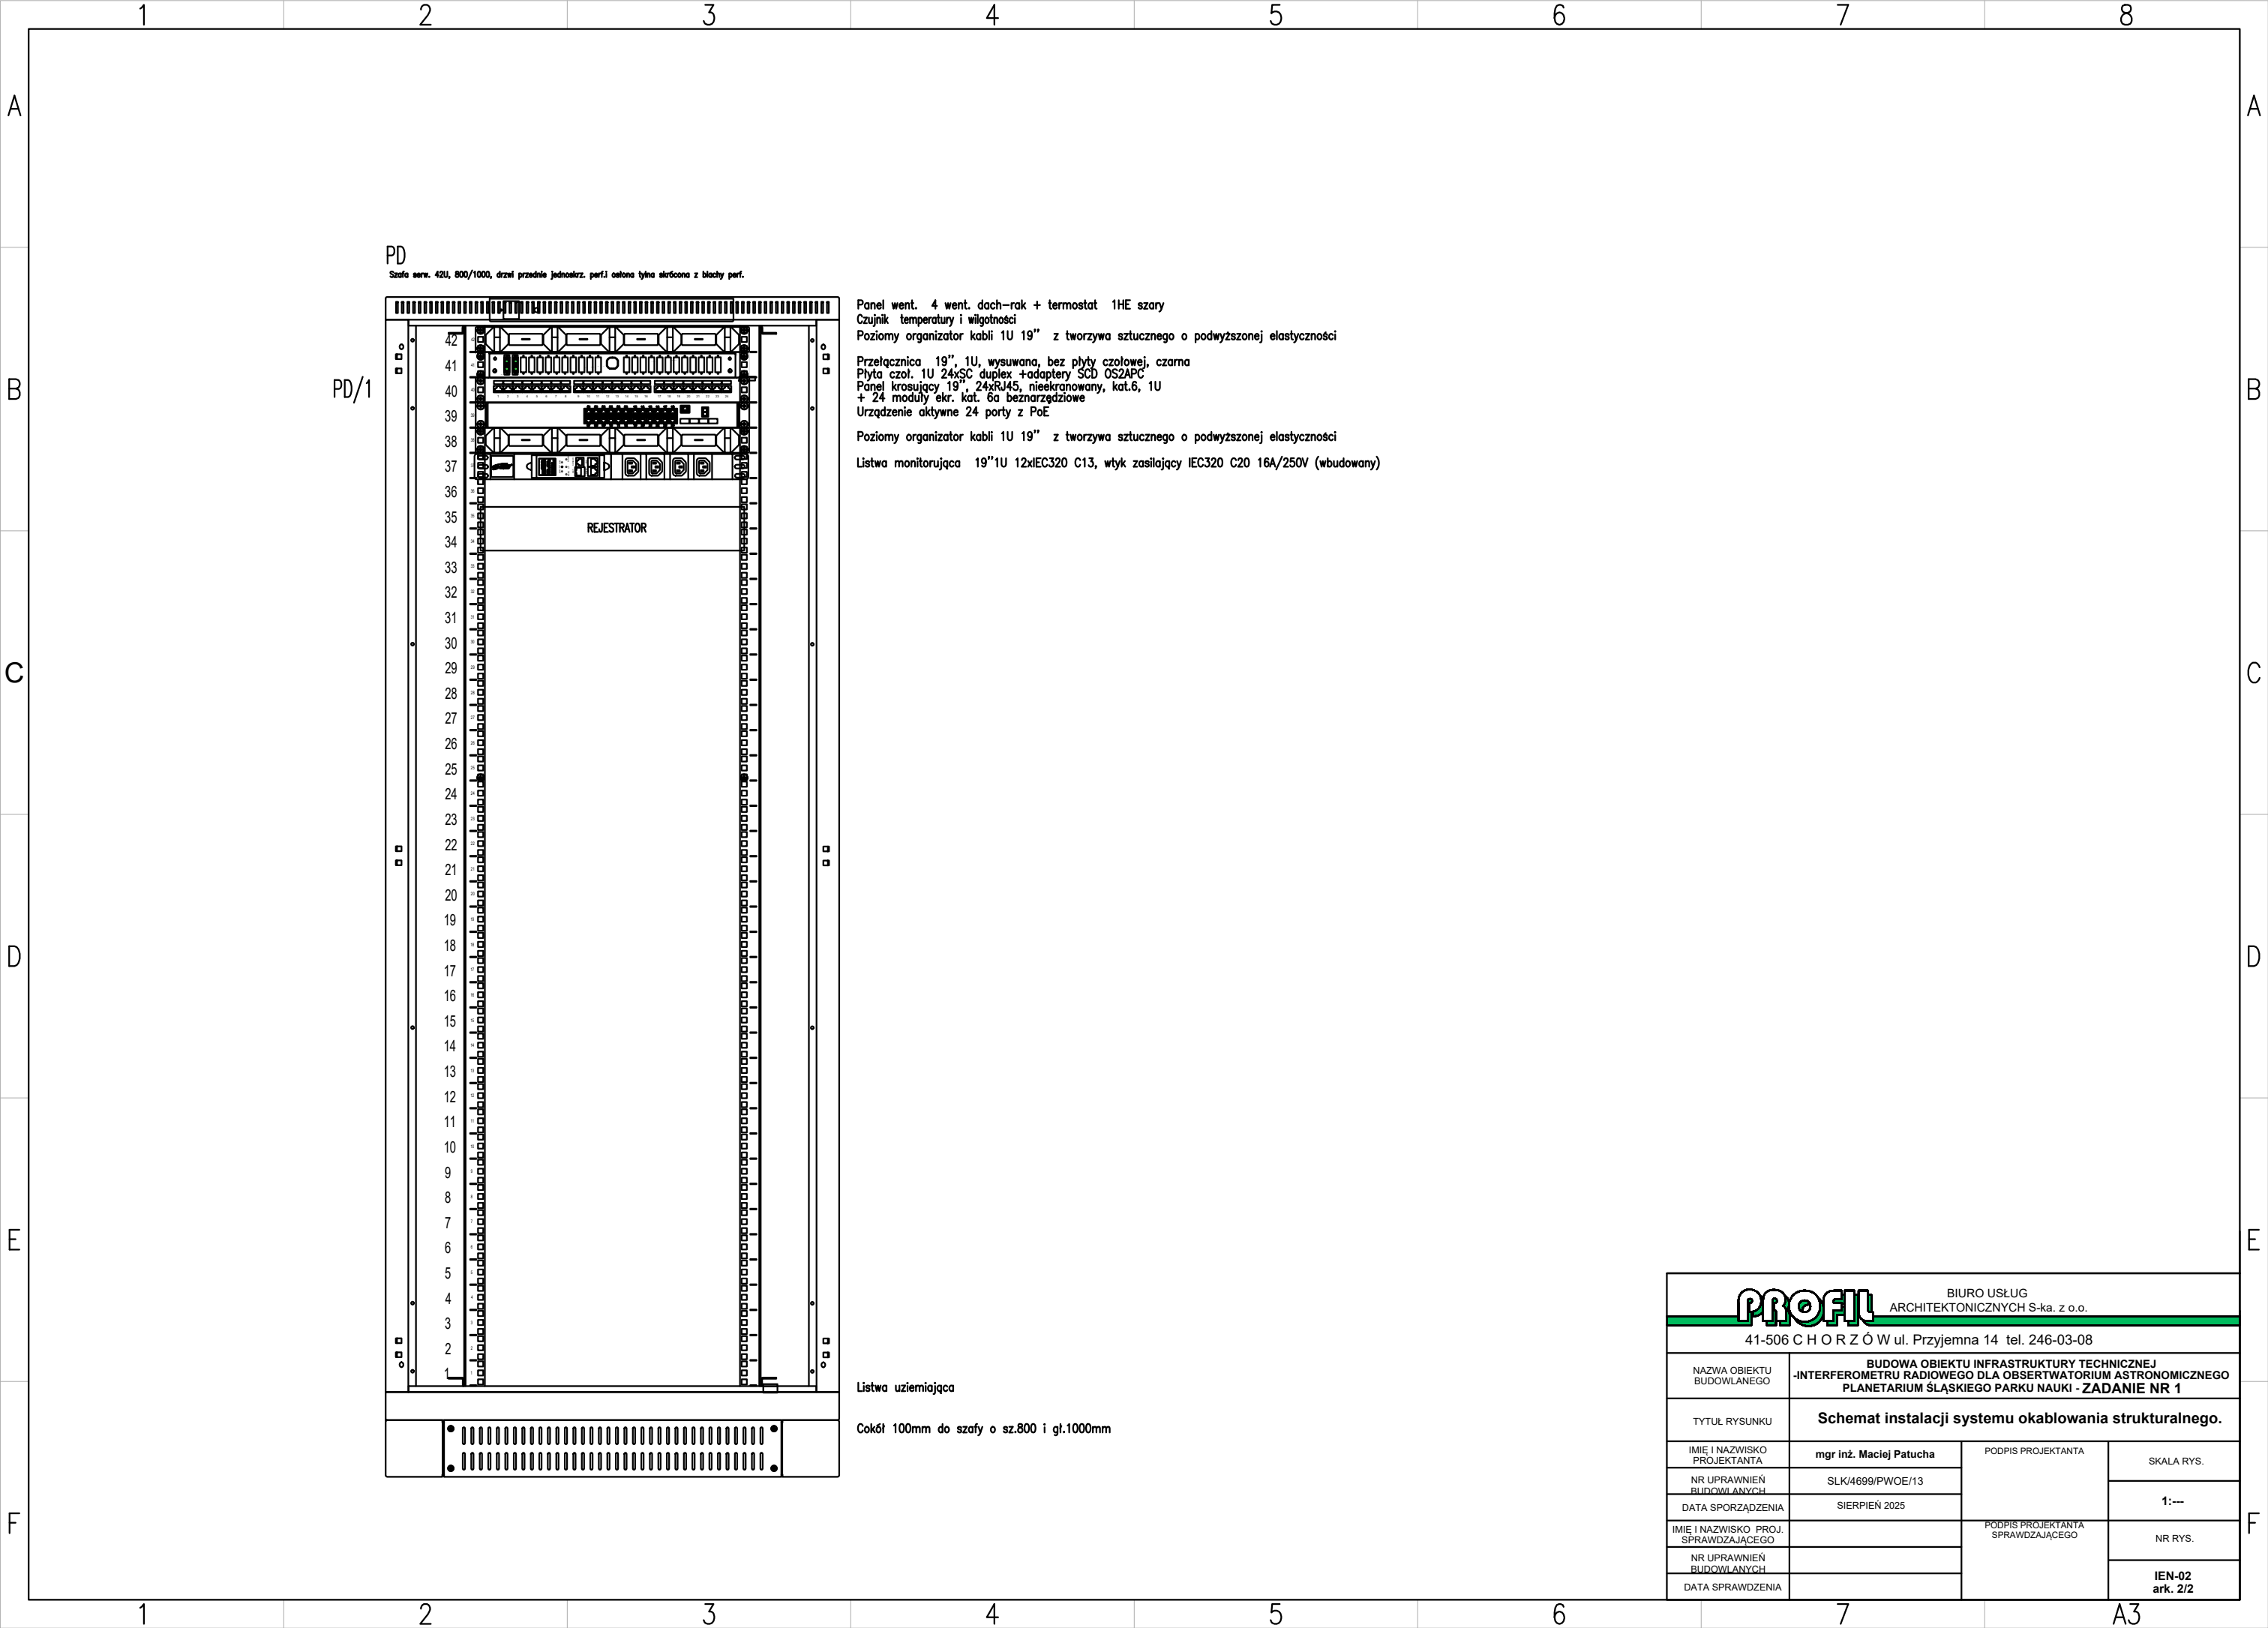 1 2 3 4 5 6 7 8
A A
PD
Szafa serw. 42U, 800/1000, drzwi przednie jednoskrz. perf.i osłona tylna skrócona z blachy perf.
Panel went. 4 went. dach-rak + termostat 1HE szary
Czujnik temperatury i wilgotności
42 Poziomy organizator kabli 1U 19" z tworzywa sztucznego o podwyższonej elastyczności
41 Przełącznica 19", 1U, wysuwana, bez płyty czołowej, czarna
Płyta czoł. 1U 24xSC duplex +adaptery SCD OS2APC
B PD/1 40 Panel krosujący 19", 24xRJ45, nieekranowany, kat.6, 1U B
+ 24 moduły ekr. kat. 6a beznarzędziowe
39 Urządzenie aktywne 24 porty z PoE
38 Poziomy organizator kabli 1U 19" z tworzywa sztucznego o podwyższonej elastyczności
37 Listwa monitorująca 19"1U 12xIEC320 C13, wtyk zasilający IEC320 C20 16A/250V (wbudowany)
36
35
REJESTRATOR
34
33
32
31
30
C C
29
28
27
26
25
24
23
22
21
20
19
D D
18
17
16
15
14
13
12
11
10
9
8
7
E E
6
5
4
3
2
1
Listwa uziemiająca
Cokół 100mm do szafy o sz.800 i gł.1000mm
F F
PROFIL
BIURO USŁUG
ARCHITEKTONICZNYCH S-ka. z o.o.
41-506 C H O R Z Ó W ul. Przyjemna 14 tel. 246-03-08
NAZWA OBIEKTU
BUDOWLANEGO
BUDOWA OBIEKTU INFRASTRUKTURY TECHNICZNEJ
-INTERFEROMETRU RADIOWEGO DLA OBSERTWATORIUM ASTRONOMICZNEGO
PLANETARIUM ŚLĄSKIEGO PARKU NAUKI - ZADANIE NR 1
TYTUŁ RYSUNKU
Schemat instalacji systemu okablowania strukturalnego.
IMIĘ I NAZWISKO
PROJEKTANTA
mgr inż. Maciej Patucha
PODPIS PROJEKTANTA
SKALA RYS.
NR UPRAWNIEŃ
BUDOWLANYCH
SLK/4699/PWOE/13
1:---
DATA SPORZĄDZENIA
SIERPIEŃ 2025
IMIĘ I NAZWISKO PROJ.
SPRAWDZAJĄCEGO
PODPIS PROJEKTANTA
SPRAWDZAJĄCEGO
NR RYS.
NR UPRAWNIEŃ
BUDOWLANYCH
IEN-02
ark. 2/2
DATA SPRAWDZENIA
1 2 3 4 5 6 7 A3